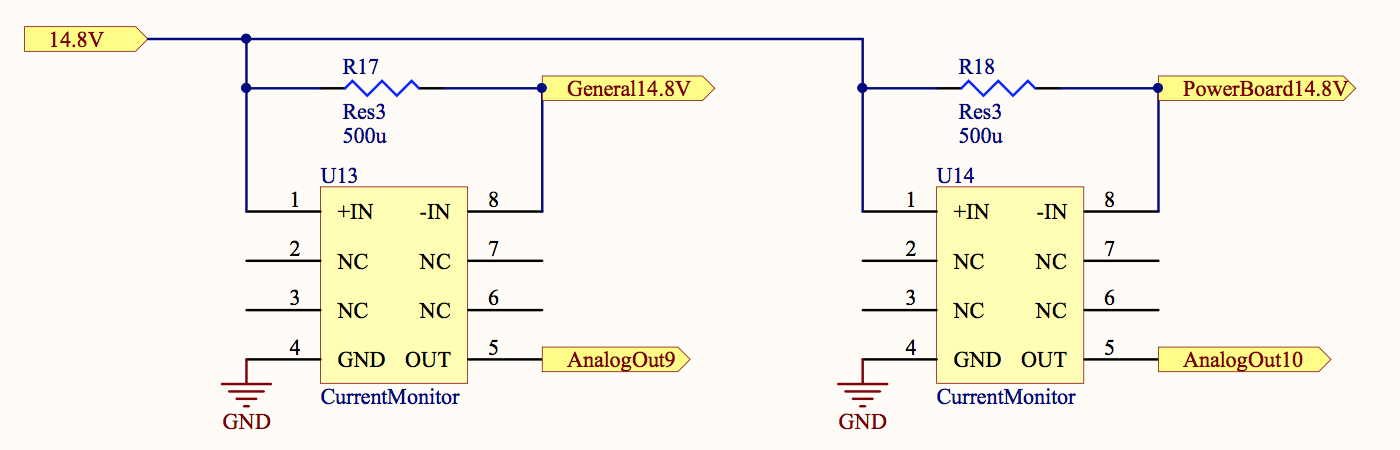 14.8V
R17
General14.8V
Res3
500u
R18
PowerBoard14.8V
Res3
500u
U13
1 +IN -IN 8
2 NC NC 7
3 NC NC 6
4 GND OUT 5
AnalogOut9
CurrentMonitor
GND
U14
1 +IN -IN 8
2 NC NC 7
3 NC NC 6
4 GND OUT 5
AnalogOut10
CurrentMonitor
GND